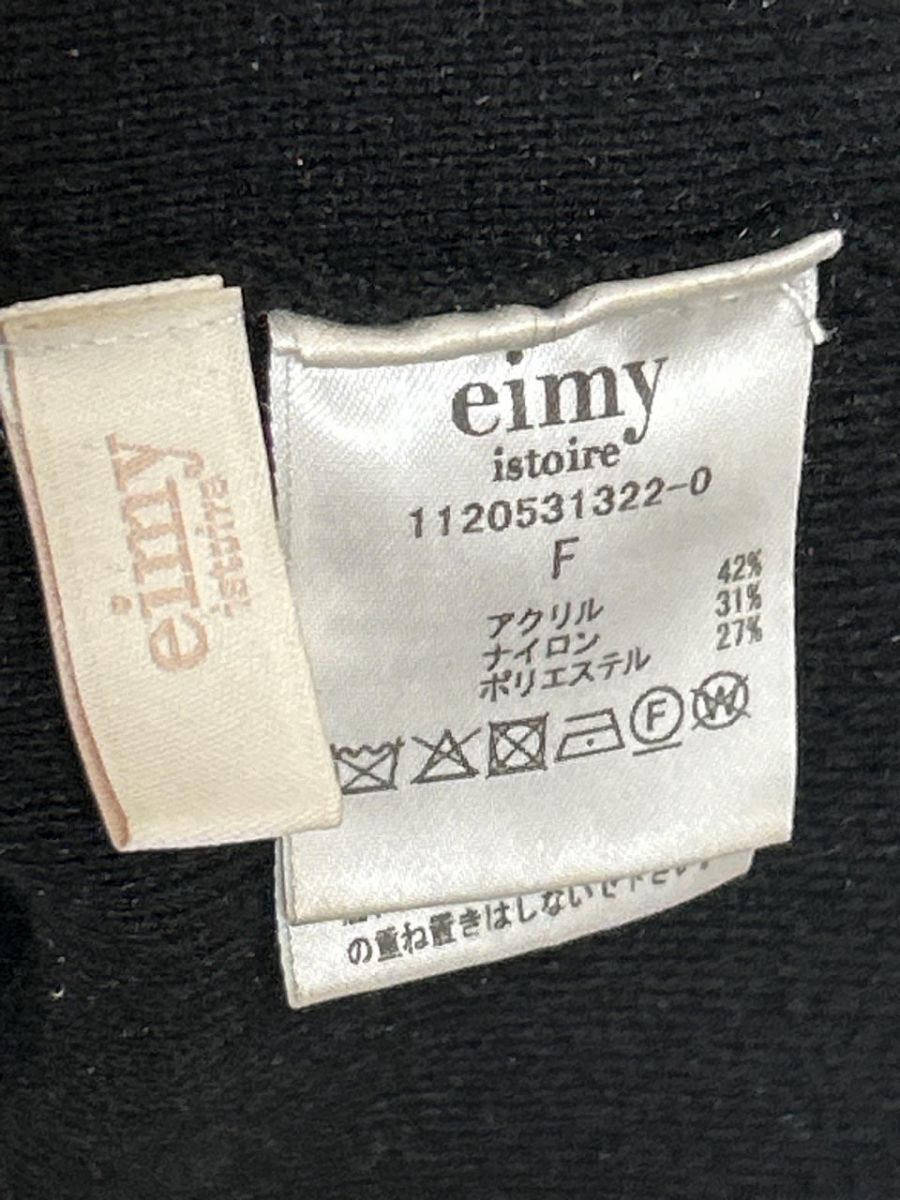 eimy
istoire
eimy
istoire
1120531322-0
F
アクリル 42%
ナイロン 31%
ポリエステル 27%
F
W
の重ね置きはしないで下さい